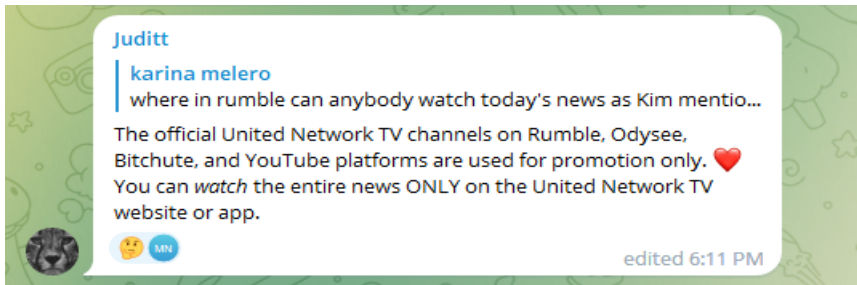 Juditt
karina melero
where in rumble can anybody watch today's news as Kim mentio...
The official United Network TV channels on Rumble, Odysee,
Bitchute, and YouTube platforms are used for promotion only. ❤️
You can watch the entire news ONLY on the United Network TV
website or app.
🤔 MN
edited 6:11 PM